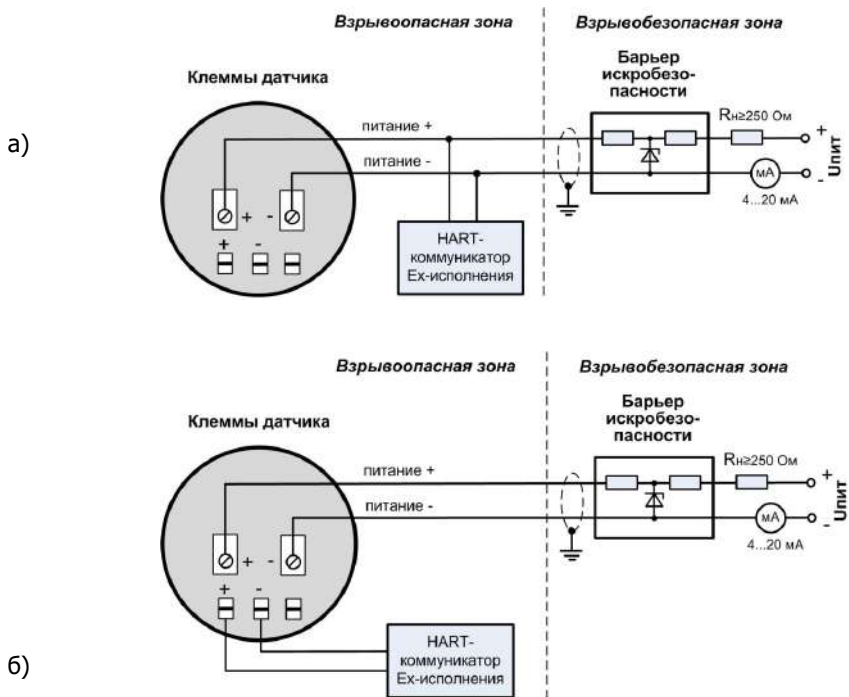 Взрывоопасная зона
Взрывобезопасная зона
Клеммы датчика
Барьер
искробезо-
пасности
а)
питание +
питание -
Rн≥250 Ом
+
-
Uпит
мА
4...20 мА
+ -
+ -
HART-
коммуникатор
Ex-исполнения
Взрывоопасная зона
Взрывобезопасная зона
Клеммы датчика
Барьер
искробезо-
пасности
питание +
питание -
Rн≥250 Ом
+
-
Uпит
мА
4...20 мА
+ -
+ -
б)
HART-
коммуникатор
Ex-исполнения